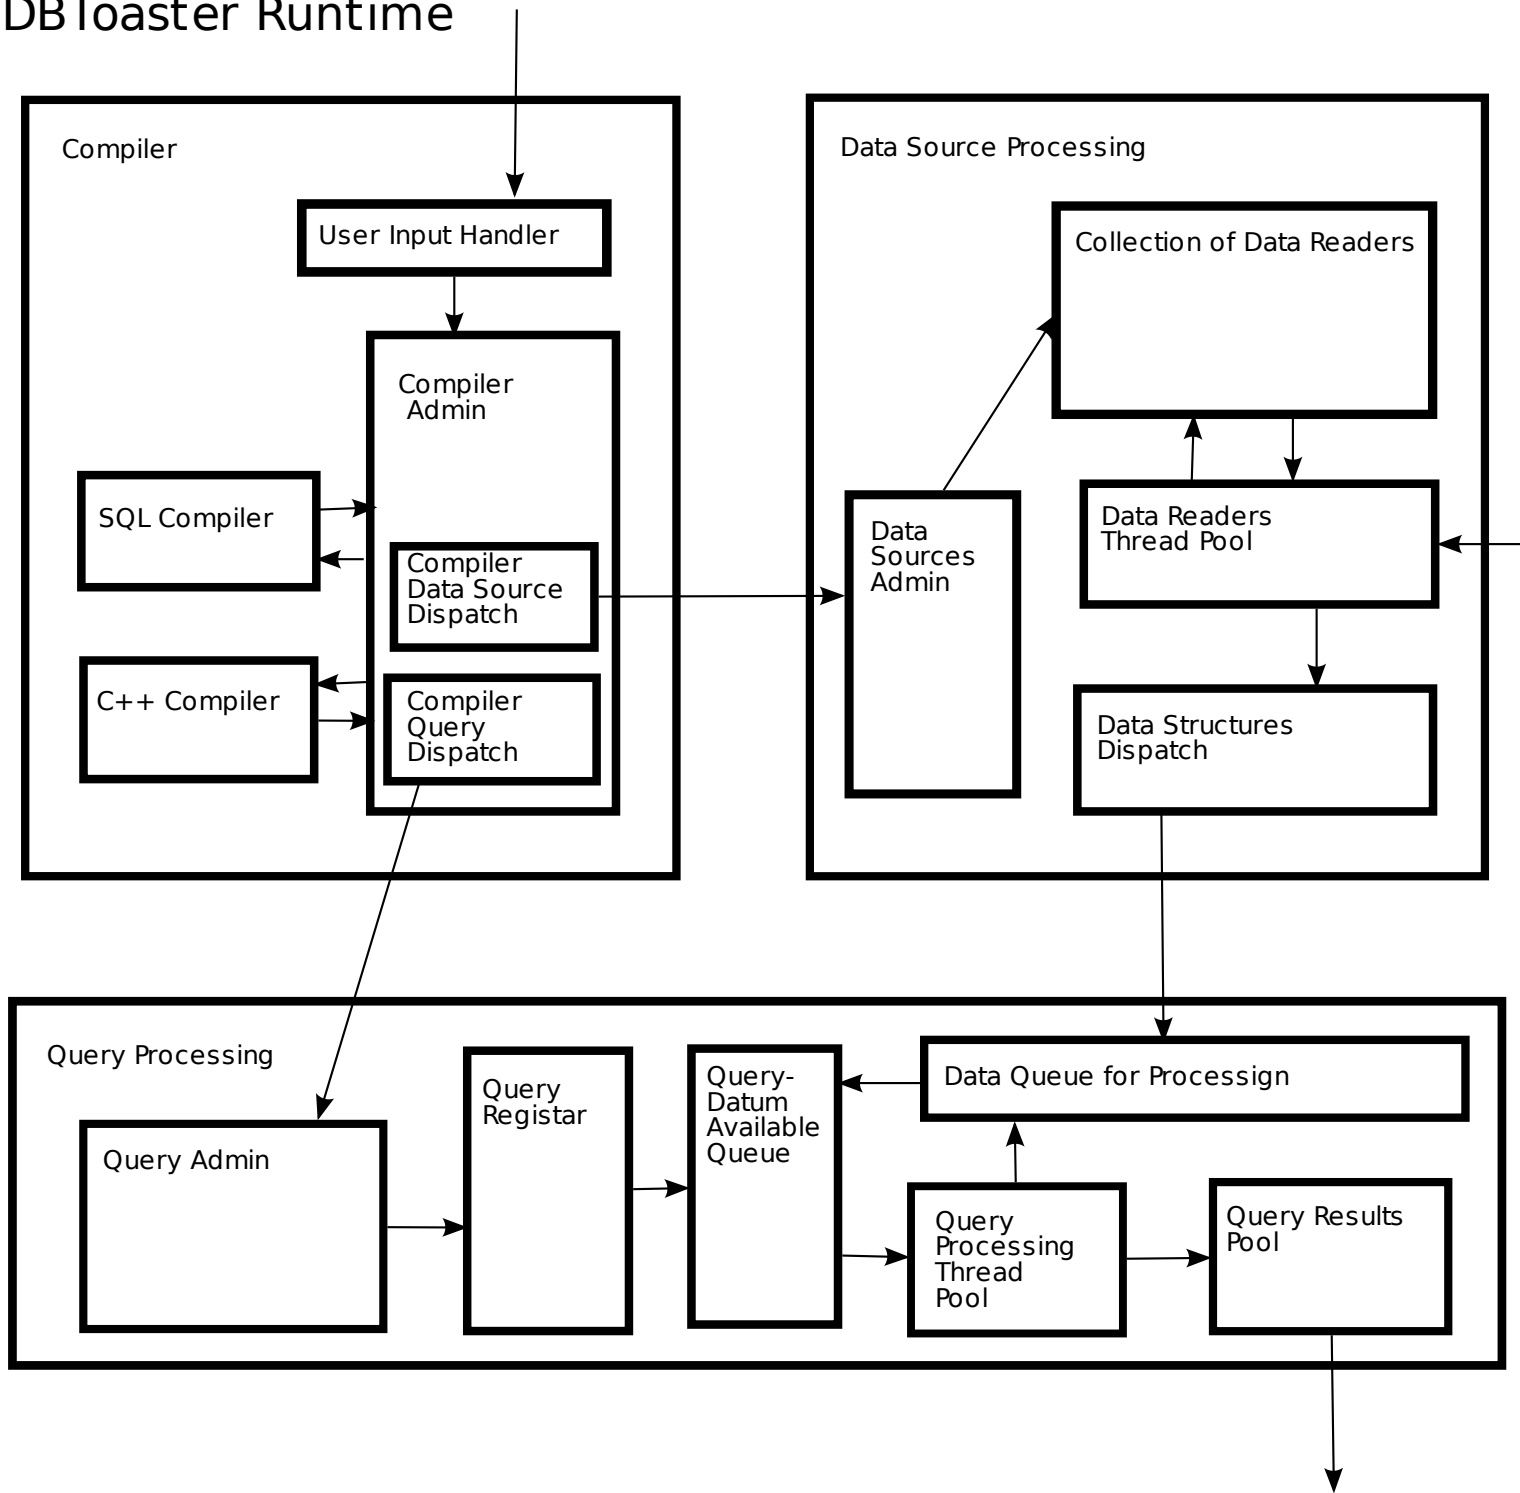 DBToaster Runtime
Compiler
User Input Handler
Compiler
Admin
SQL Compiler
Compiler
Data Source
Dispatch
C++ Compiler
Compiler
Query
Dispatch
Data Source Processing
Collection of Data Readers
Data
Sources
Admin
Data Readers
Thread Pool
Data Structures
Dispatch
Query Processing
Query Admin
Query
Registar
Query-
Datum
Available
Queue
Data Queue for Processign
Query
Processing
Thread
Pool
Query Results
Pool